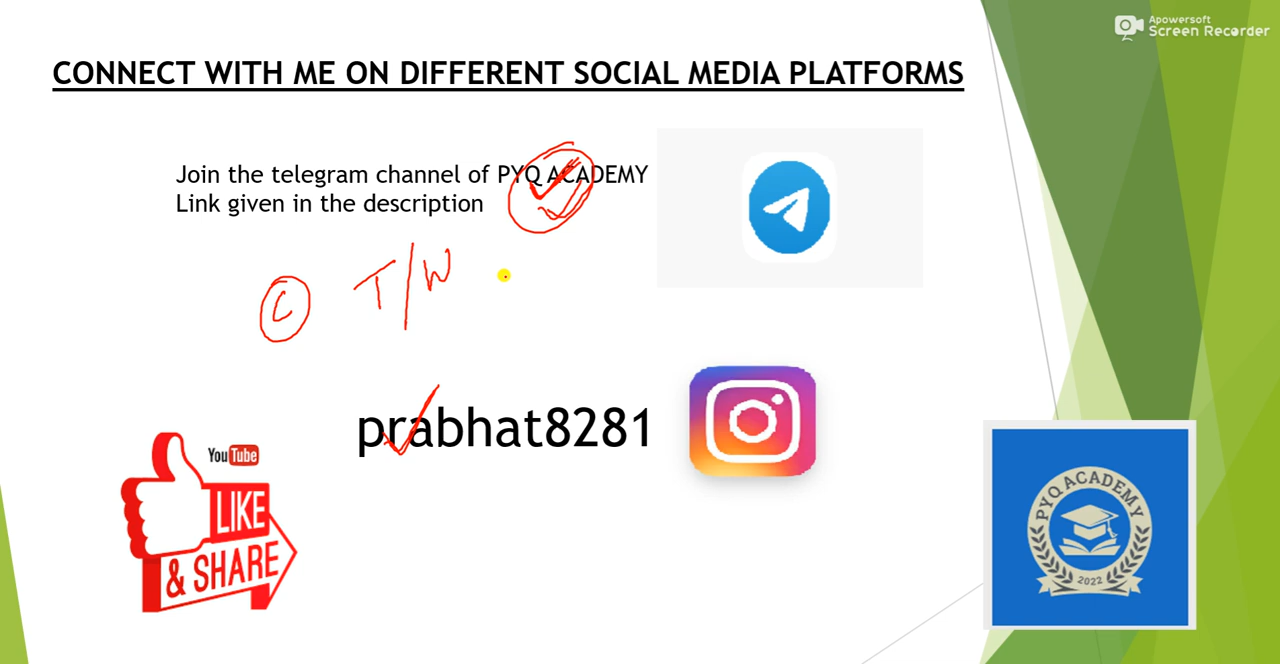 Apowersoft
Screen Recorder
CONNECT WITH ME ON DIFFERENT SOCIAL MEDIA PLATFORMS
Join the telegram channel of PYQ ACADEMY
Link given in the description
C T/W
prabhat8281
YouTube
LIKE
& SHARE
PYQ ACADEMY
2022